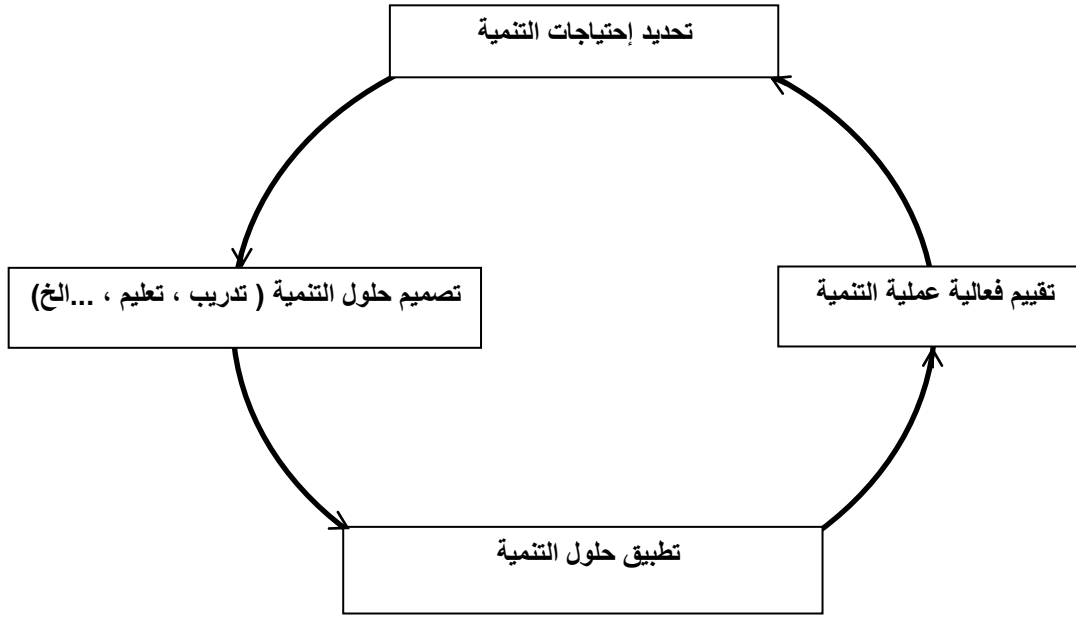 تحديد إحتياجات التنمية
تقييم فعالية عملية التنمية
تصميم حلول التنمية ( تدريب ، تعليم ، ...الخ)
تطبيق حلول التنمية